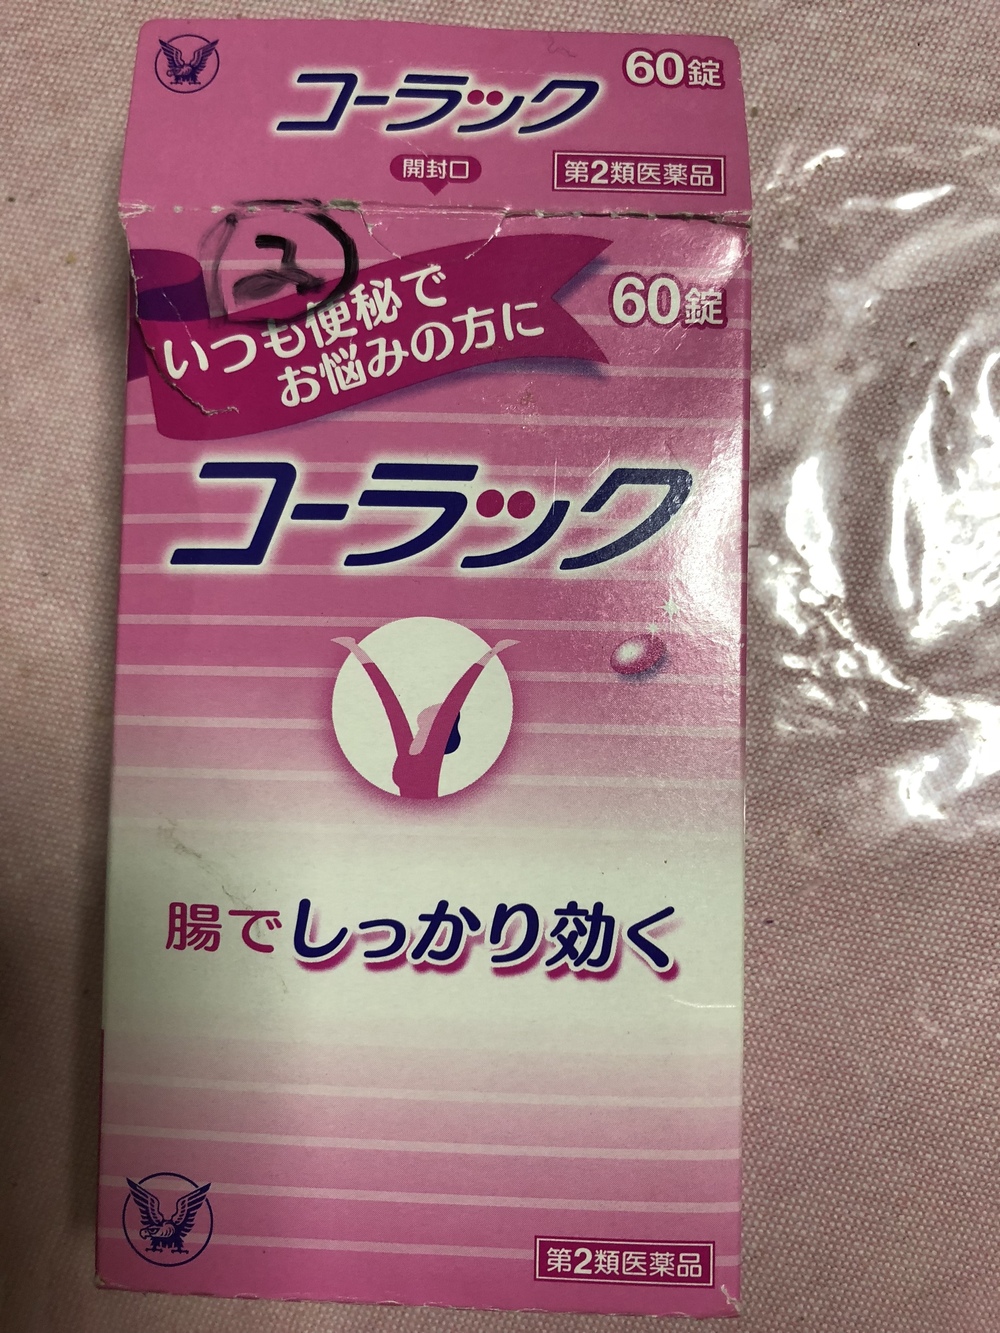 コーラック
60錠
開封口
第2類医薬品
2
いつも便秘で
お悩みの方に
60錠
コーラック
腸でしっかり効く
第2類医薬品